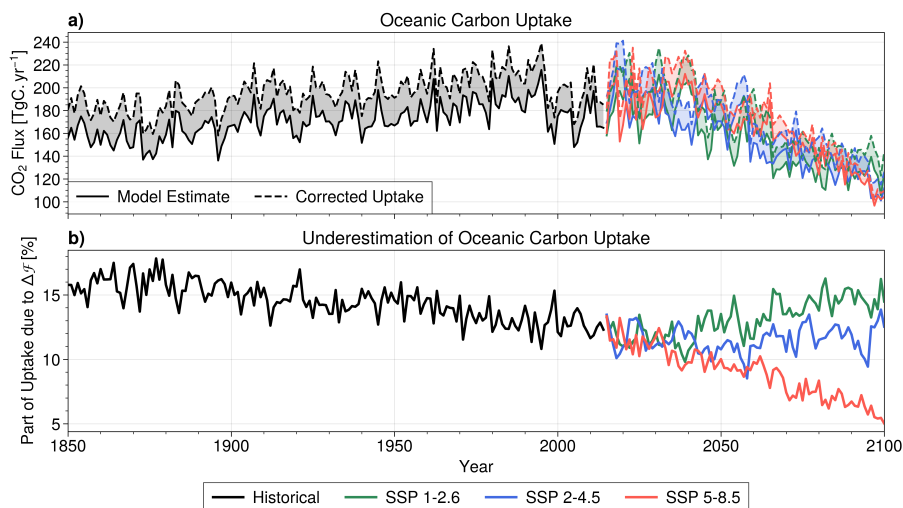 a) Oceanic Carbon Uptake
CO₂ Flux [TgC. yr⁻¹]
240
220
200
180
160
140
120
100
Model Estimate Corrected Uptake
b) Underestimation of Oceanic Carbon Uptake
Part of Uptake due to Δℱ [%]
15
10
5
1850 1900 1950 2000 2050 2100
Year
Historical SSP 1-2.6 SSP 2-4.5 SSP 5-8.5